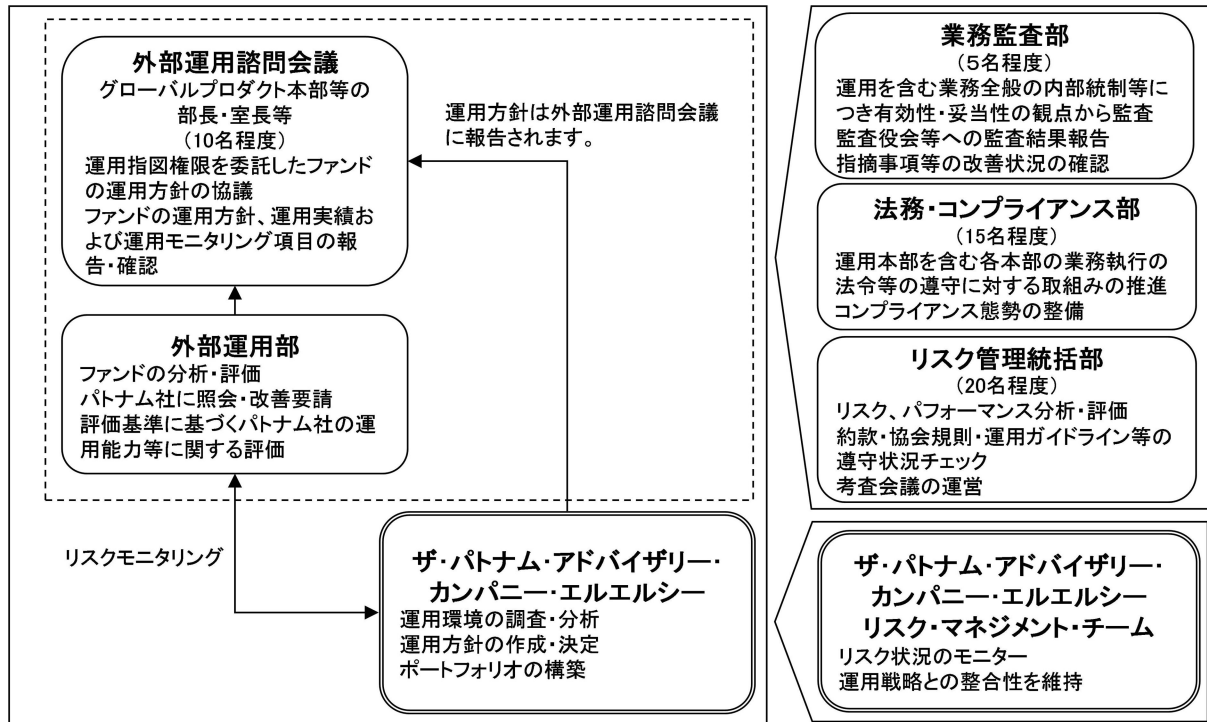 外部運用諮問会議
グローバルプロダクト本部等の
部長・室長等
(10名程度)
運用指図権限を委託したファンド
の運用方針の協議
ファンドの運用方針、運用実績お
よび運用モニタリング項目の報
告・確認
運用方針は外部運用諮問会議
に報告されます。
外部運用部
ファンドの分析・評価
パトナム社に照会・改善要請
評価基準に基づくパトナム社の運
用能力等に関する評価
リスクモニタリング
ザ・パトナム・アドバイザリー・
カンパニー・エルエルシー
運用環境の調査・分析
運用方針の作成・決定
ポートフォリオの構築
業務監査部
(5名程度)
運用を含む業務全般の内部統制等に
つき有効性・妥当性の観点から監査
監査役会等への監査結果報告
指摘事項等の改善状況の確認
法務・コンプライアンス部
(15名程度)
運用本部を含む各本部の業務執行の
法令等の遵守に対する取組みの推進
コンプライアンス態勢の整備
リスク管理統括部
(20名程度)
リスク、パフォーマンス分析・評価
約款・協会規則・運用ガイドライン等の
遵守状況チェック
考査会議の運営
ザ・パトナム・アドバイザリー・
カンパニー・エルエルシー
リスク・マネジメント・チーム
リスク状況のモニター
運用戦略との整合性を維持